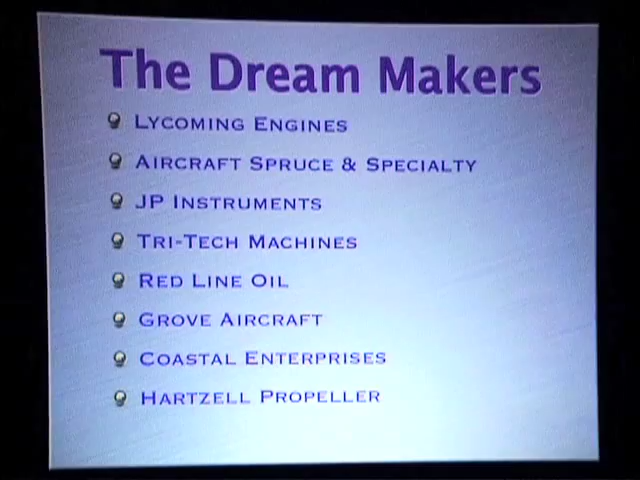 The Dream Makers
Lycoming Engines
Aircraft Spruce & Specialty
JP Instruments
Tri-Tech Machines
Red Line Oil
Grove Aircraft
Coastal Enterprises
Hartzell Propeller